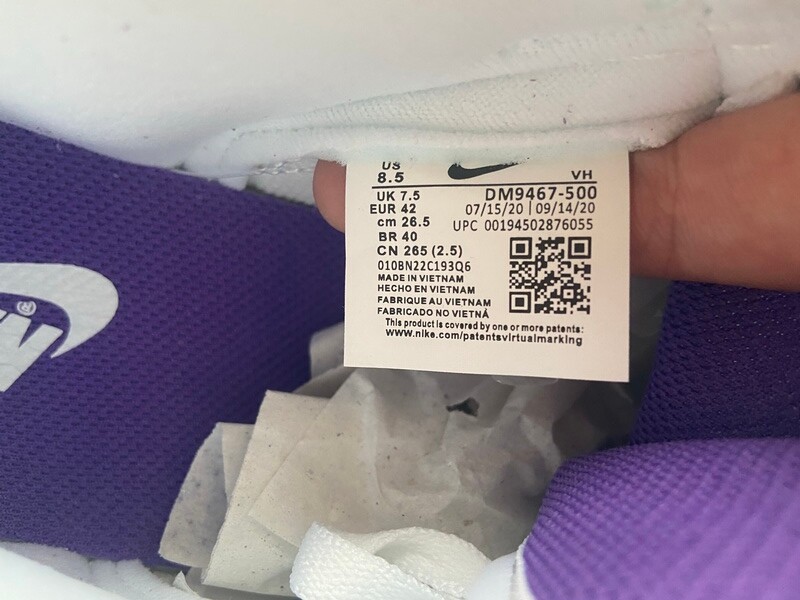 US
8.5
VH
UK 7.5
DM9467-500
EUR 42
07/15/20 | 09/14/20
cm 26.5
UPC 00194502876055
BR 40
CN 265 (2.5)
010BN22C193Q6
MADE IN VIETNAM
HECHO EN VIETNAM
FABRIQUE AU VIETNAM
FABRICADO NO VIETNÁ
This product is covered by one or more patents:
www.nike.com/patentsvirtualmarking